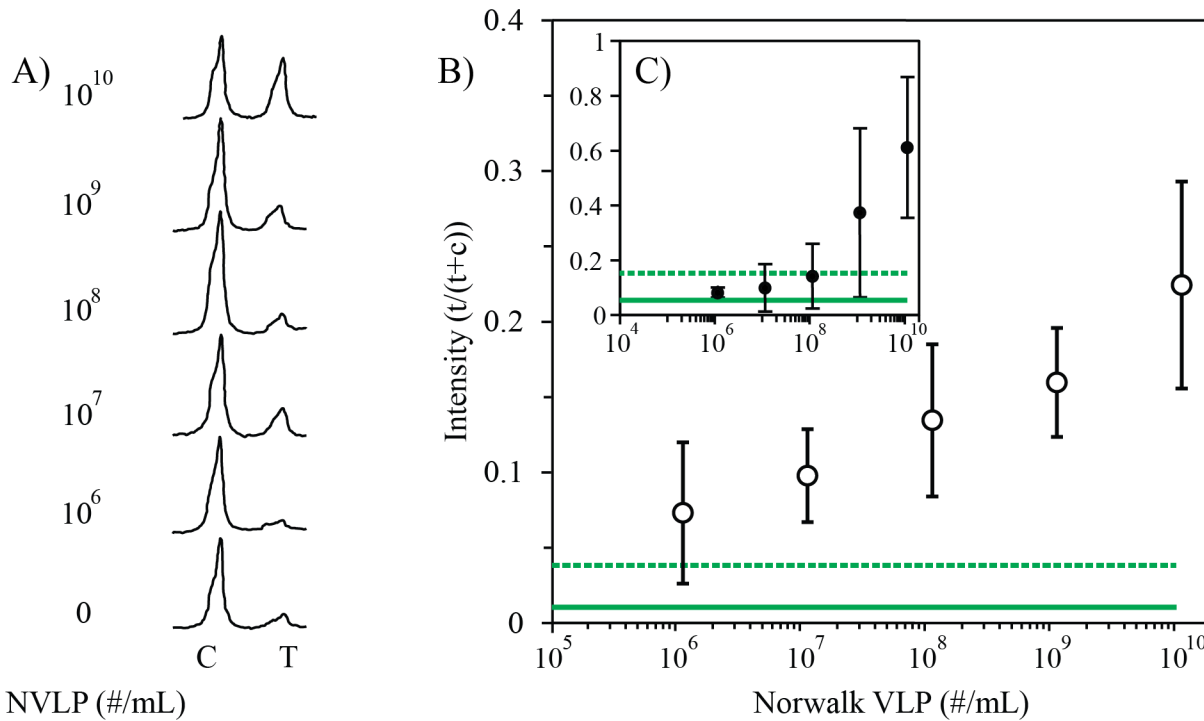 A)
10^10
10^9
10^8
10^7
10^6
0
C T
NVLP (#/mL)
B)
Intensity (t/(t+c))
0.4
0.3
0.2
0.1
0
10^5 10^6 10^7 10^8 10^9 10^10
Norwalk VLP (#/mL)
C)
1
0.8
0.6
0.4
0.2
0
10^4 10^6 10^8 10^10